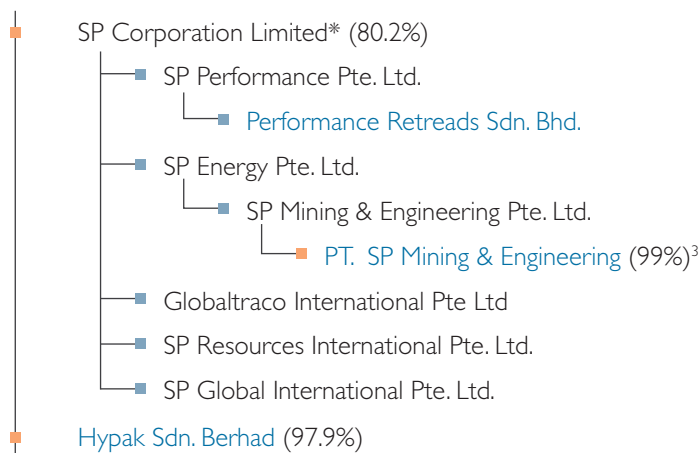 SP Corporation Limited* (80.2%)
SP Performance Pte. Ltd.
Performance Retreads Sdn. Bhd.
SP Energy Pte. Ltd.
SP Mining & Engineering Pte. Ltd.
PT. SP Mining & Engineering (99%)³
Globaltraco International Pte Ltd
SP Resources International Pte. Ltd.
SP Global International Pte. Ltd.
Hypak Sdn. Berhad (97.9%)